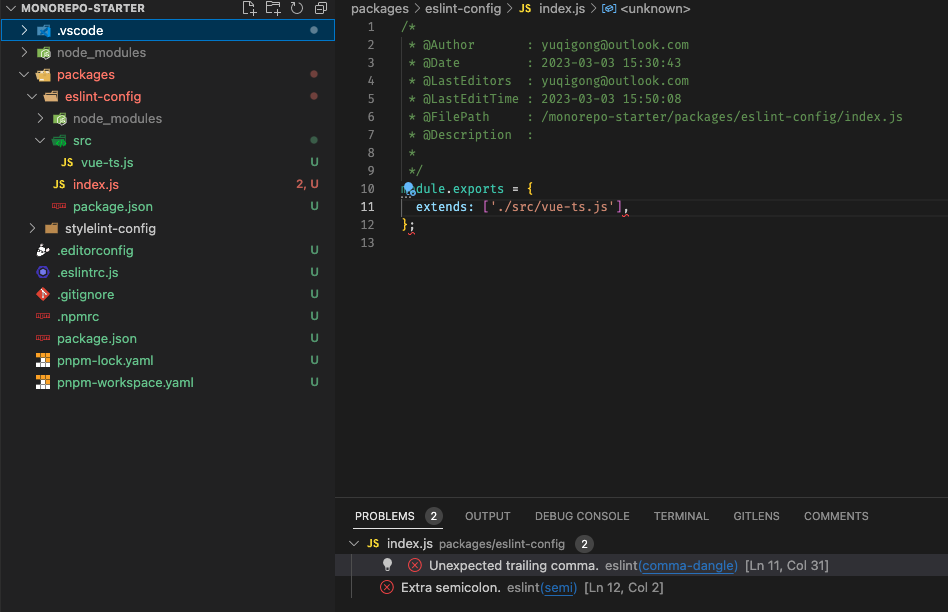 MONOREPO-STARTER
.vscode
node_modules
packages
eslint-config
node_modules
src
JS vue-ts.js U
JS index.js 2, U
package.json U
stylelint-config
.editorconfig U
.eslintrc.js U
.gitignore U
.npmrc U
package.json U
pnpm-lock.yaml U
pnpm-workspace.yaml U
packages > eslint-config > JS index.js > <unknown>
1 /*
2 * @Author : yuqigong@outlook.com
3 * @Date : 2023-03-03 15:30:43
4 * @LastEditors : yuqigong@outlook.com
5 * @LastEditTime : 2023-03-03 15:50:08
6 * @FilePath : /monorepo-starter/packages/eslint-config/index.js
7 * @Description :
8 *
9 */
10 module.exports = {
11 extends: ['./src/vue-ts.js'],
12 };
13
PROBLEMS 2 OUTPUT DEBUG CONSOLE TERMINAL GITLENS COMMENTS
JS index.js packages/eslint-config 2
Unexpected trailing comma. eslint(comma-dangle) [Ln 11, Col 31]
Extra semicolon. eslint(semi) [Ln 12, Col 2]